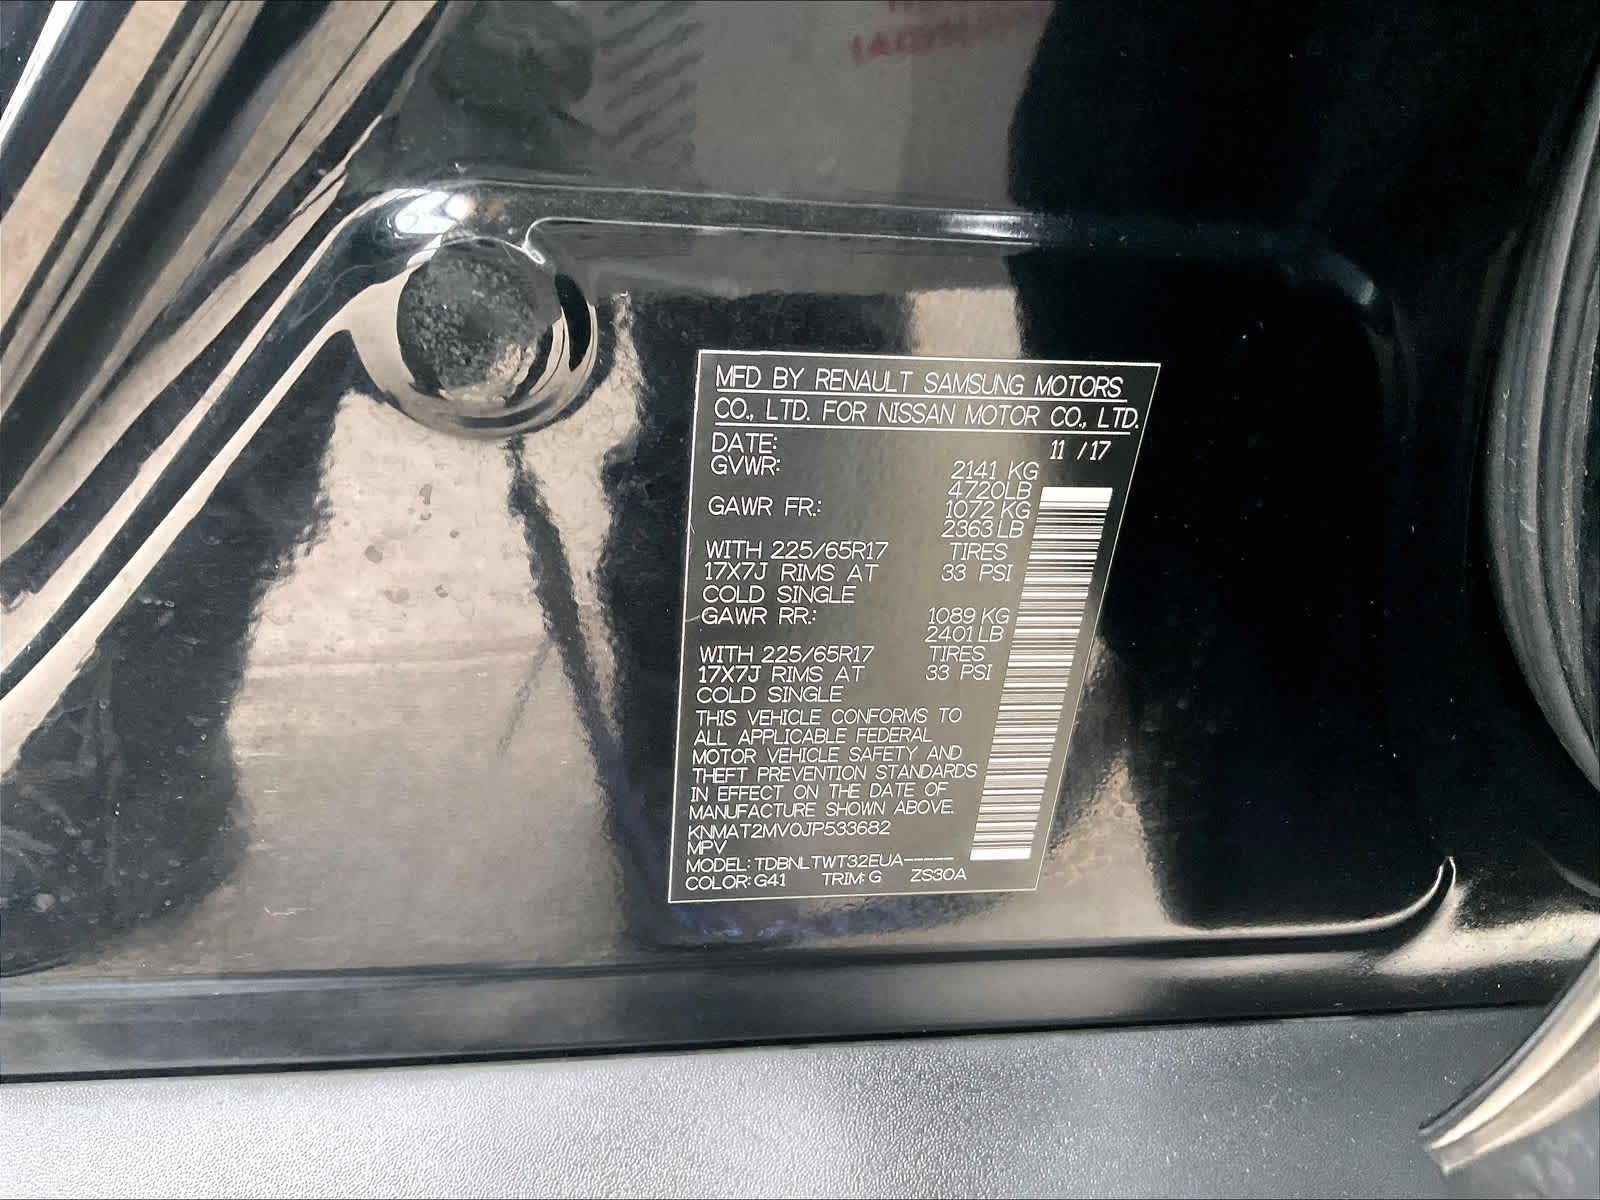 MFD BY RENAULT SAMSUNG MOTORS
CO., LTD. FOR NISSAN MOTOR CO., LTD.
DATE: 11 / 17
GVWR: 2141 KG
4720LB
GAWR FR.: 1072 KG
2363 LB
WITH 225/65R17 TIRES
17X7J RIMS AT 33 PSI
COLD SINGLE
GAWR RR.: 1089 KG
2401 LB
WITH 225/65R17 TIRES
17X7J RIMS AT 33 PSI
COLD SINGLE
THIS VEHICLE CONFORMS TO
ALL APPLICABLE FEDERAL
MOTOR VEHICLE SAFETY AND
THEFT PREVENTION STANDARDS
IN EFFECT ON THE DATE OF
MANUFACTURE SHOWN ABOVE.
KNMAT2MV0JP533682
MPV
MODEL: TDBNLTWT32EUA-----
COLOR: G41 TRIM: G ZS30A